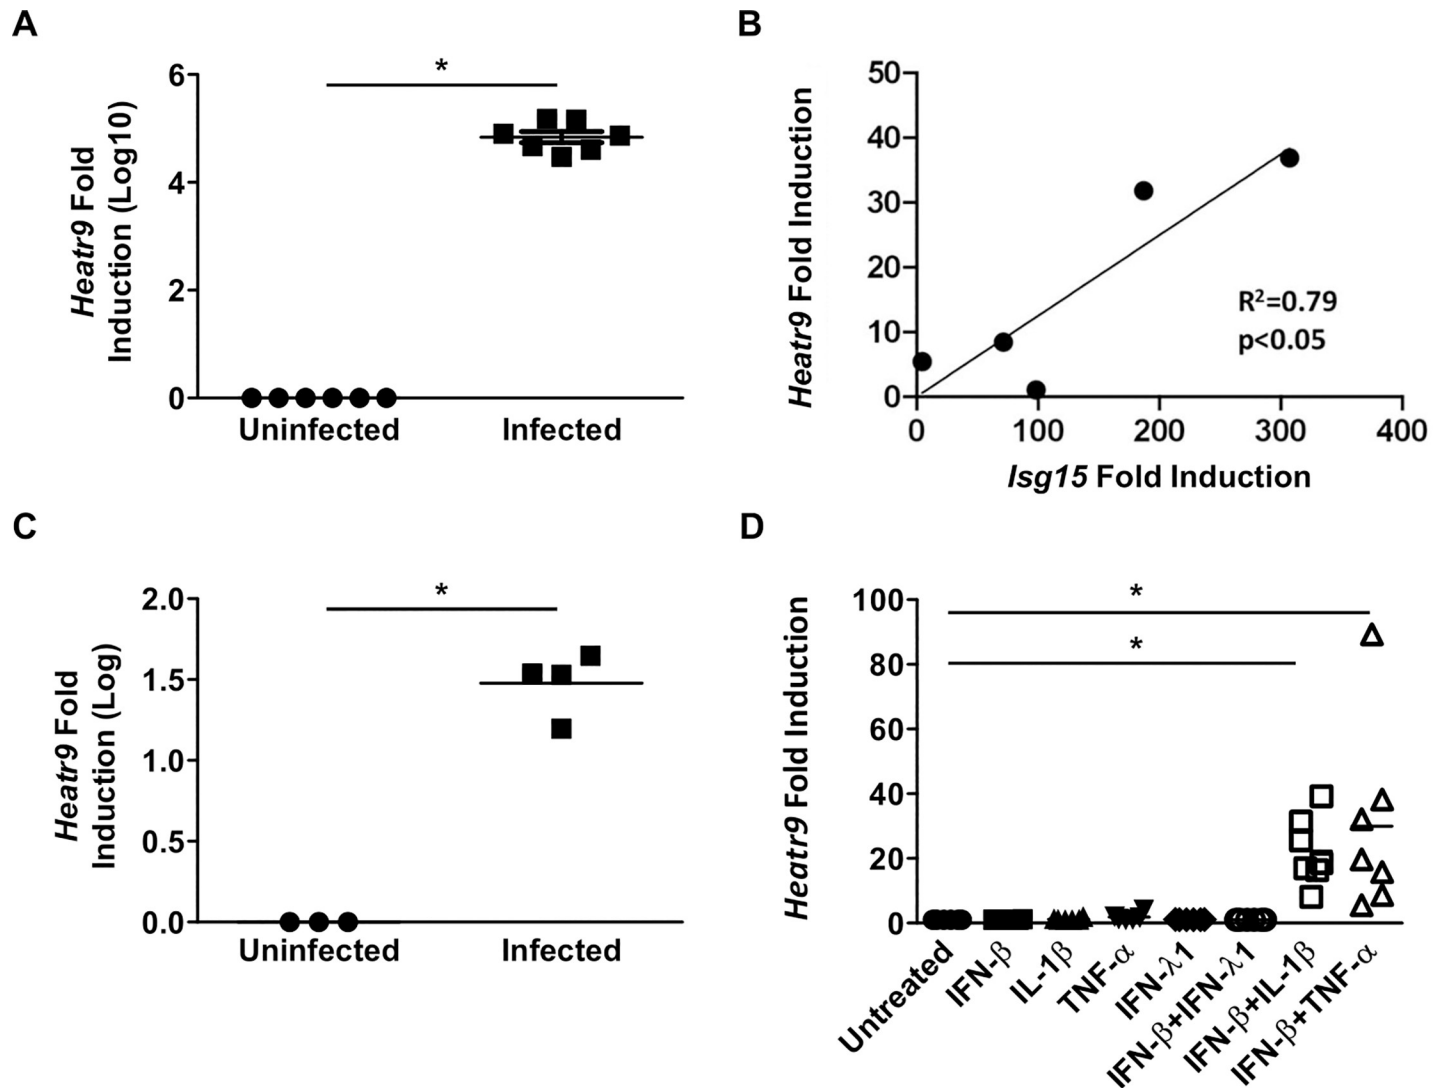 A
Heatr9 Fold
Induction (Log10)
6
4
2
0
*
Uninfected
Infected
B
Heatr9 Fold Induction
50
40
30
20
10
0
R²=0.79
p<0.05
0
100
200
300
400
Isg15 Fold Induction
C
Heatr9 Fold
Induction (Log)
2.0
1.5
1.0
0.5
0.0
*
Uninfected
Infected
D
Heatr9 Fold Induction
100
80
60
40
20
0
*
*
Untreated
IFN-β
IL-1β
TNF-α
IFN-λ1
IFN-β+IFN-λ1
IFN-β+IL-1β
IFN-β+TNF-α